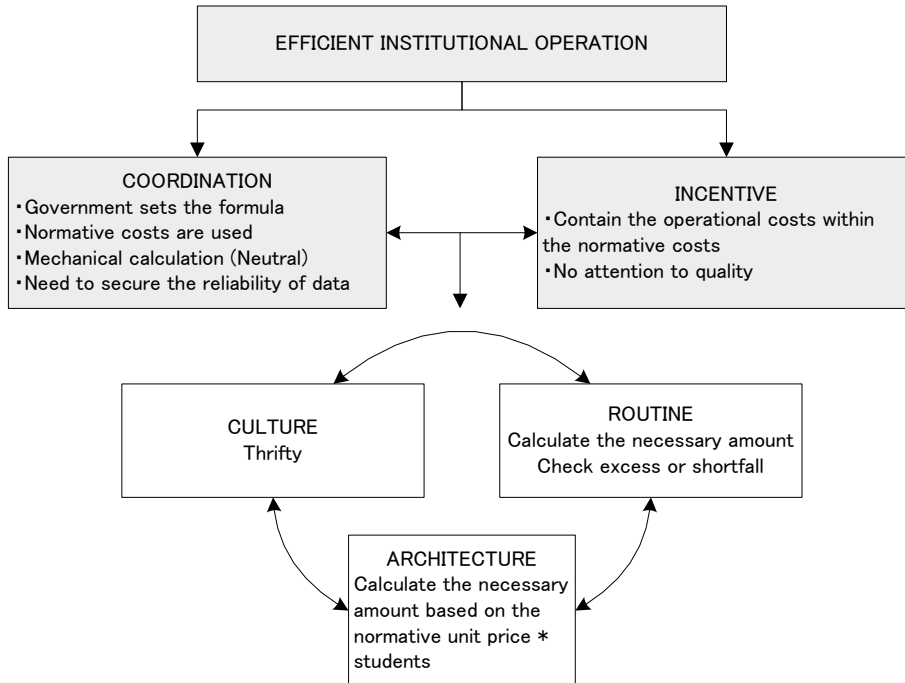 EFFICIENT INSTITUTIONAL OPERATION
COORDINATION
・Government sets the formula
・Normative costs are used
・Mechanical calculation (Neutral)
・Need to secure the reliability of data
INCENTIVE
・Contain the operational costs within
the normative costs
・No attention to quality
CULTURE
Thrifty
ROUTINE
Calculate the necessary amount
Check excess or shortfall
ARCHITECTURE
Calculate the necessary
amount based on the
normative unit price *
students